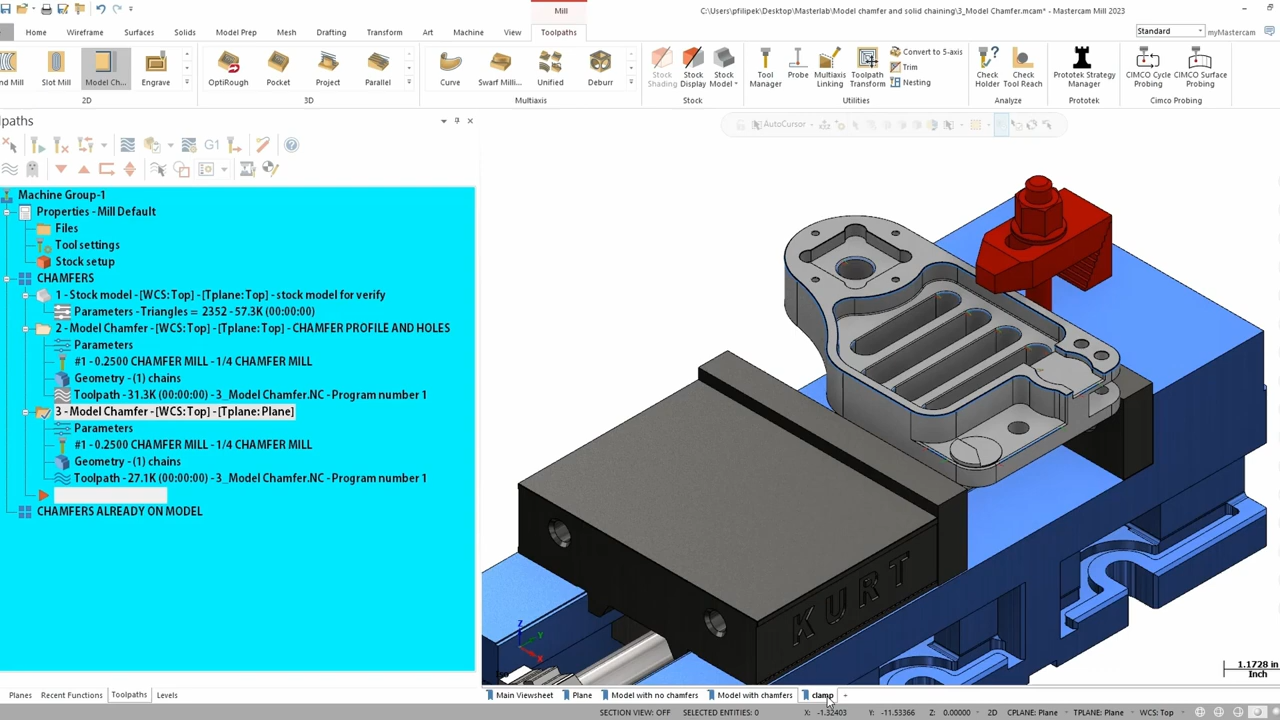 Mill
C:\Users\pfilipek\Desktop\Masterlab\Model chamfer and solid chaining\3_Model Chamfer.mcam* - Mastercam Mill 2023
Home Wireframe Surfaces Solids Model Prep Mesh Drafting Transform Art Machine View Toolpaths
Standard myMastercam
nd Mill Slot Mill Model Ch... Engrave OptiRough Pocket Project Parallel Curve Swarf Milli... Unified Deburr
Stock Shading Stock Display Stock Model Tool Manager Probe Multiaxis Linking Toolpath Transform
Convert to 5-axis
Trim
Nesting
Check Holder Check Tool Reach Prototek Strategy Manager CIMCO Cycle Probing CIMCO Surface Probing
2D 3D Multiaxis Stock Utilities Analyze Prototek Cimco Probing
lpaths
AutoCursor
G1
Machine Group-1
Properties - Mill Default
Files
Tool settings
Stock setup
CHAMFERS
1 - Stock model - [WCS: Top] - [Tplane: Top] - stock model for verify
Parameters - Triangles = 2352 - 57.3K (00:00:00)
2 - Model Chamfer - [WCS: Top] - [Tplane: Top] - CHAMFER PROFILE AND HOLES
Parameters
#1 - 0.2500 CHAMFER MILL - 1/4 CHAMFER MILL
Geometry - (1) chains
Toolpath - 31.3K (00:00:00) - 3_Model Chamfer.NC - Program number 1
3 - Model Chamfer - [WCS: Top] - [Tplane: Plane]
Parameters
#1 - 0.2500 CHAMFER MILL - 1/4 CHAMFER MILL
Geometry - (1) chains
Toolpath - 27.1K (00:00:00) - 3_Model Chamfer.NC - Program number 1
CHAMFERS ALREADY ON MODEL
KURT
Z
Y
X
1.1728 in
Inch
Planes Recent Functions Toolpaths Levels
Main Viewsheet Plane Model with no chamfers Model with chamfers clamp +
SECTION VIEW: OFF SELECTED ENTITIES: 0 X: -1.32403 Y: -11.53366 Z: 0.00000 2D CPLANE: Plane TPLANE: Plane WCS: Top